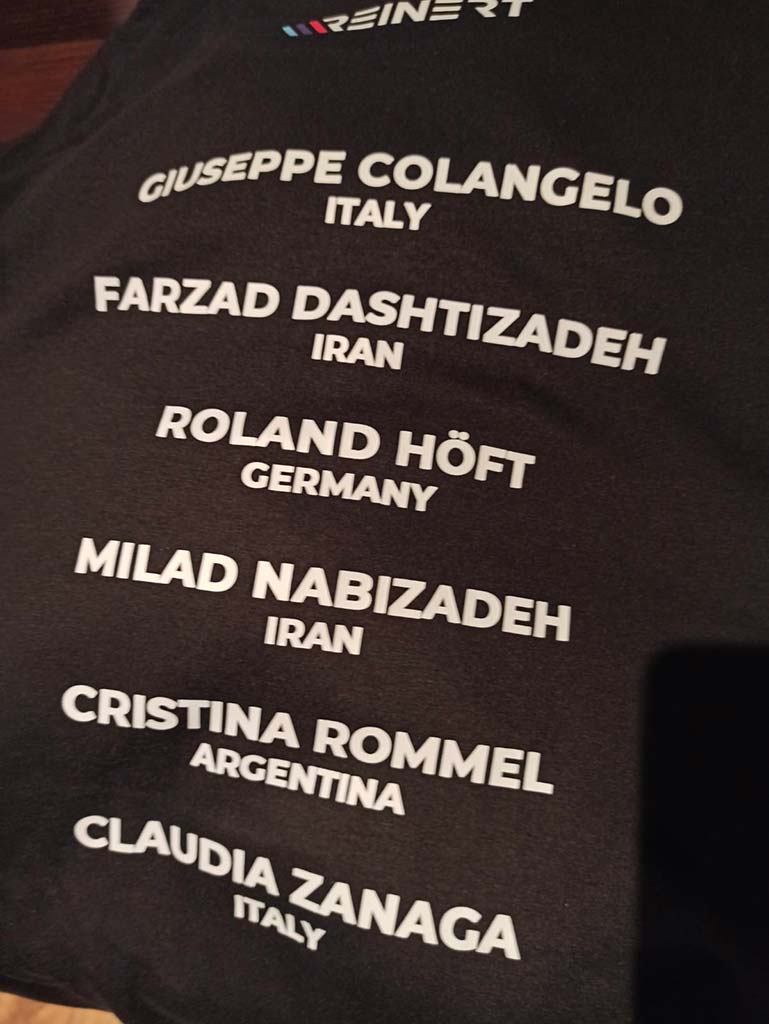 REINERT
GIUSEPPE COLANGELO
ITALY
FARZAD DASHTIZADEH
IRAN
ROLAND HÖFT
GERMANY
MILAD NABIZADEH
IRAN
CRISTINA ROMMEL
ARGENTINA
CLAUDIA ZANAGA
ITALY